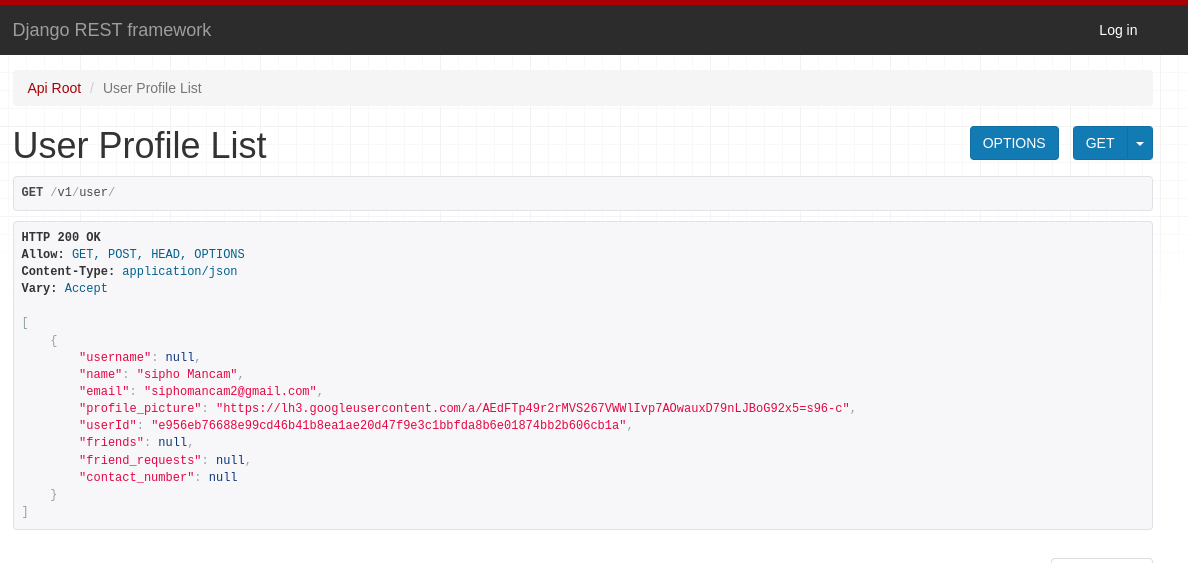 Django REST framework
Log in
Api Root / User Profile List
User Profile List
OPTIONS
GET
GET /v1/user/
HTTP 200 OK
Allow: GET, POST, HEAD, OPTIONS
Content-Type: application/json
Vary: Accept
[
    {
        "username": null,
        "name": "sipho Mancam",
        "email": "siphomancam2@gmail.com",
        "profile_picture": "https://lh3.googleusercontent.com/a/AEdFTp49r2rMVS267VWWlIvp7AOwauxD79nLJBoG92x5=s96-c",
        "userId": "e956eb76688e99cd46b41b8ea1ae20d47f9e3c1bbfda8b6e01874bb2b606cb1a",
        "friends": null,
        "friend_requests": null,
        "contact_number": null
    }
]